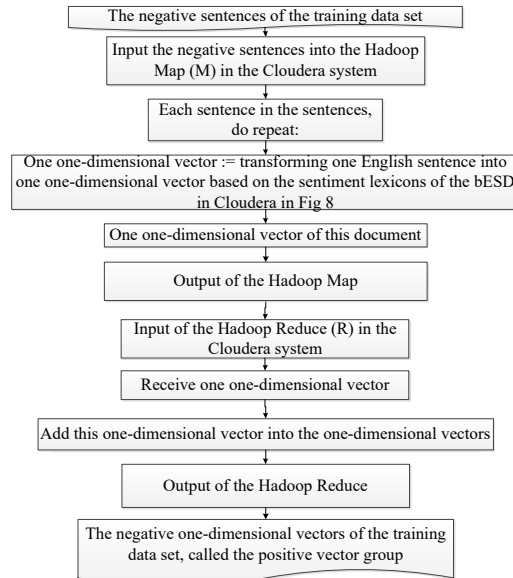 The negative sentences of the training data set
Input the negative sentences into the Hadoop
Map (M) in the Cloudera system
Each sentence in the sentences,
do repeat:
One one-dimensional vector := transforming one English sentence into
one one-dimensional vector based on the sentiment lexicons of the bESD
in Cloudera in Fig 8
One one-dimensional vector of this document
Output of the Hadoop Map
Input of the Hadoop Reduce (R) in the
Cloudera system
Receive one one-dimensional vector
Add this one-dimensional vector into the one-dimensional vectors
Output of the Hadoop Reduce
The negative one-dimensional vectors of the training
data set, called the positive vector group